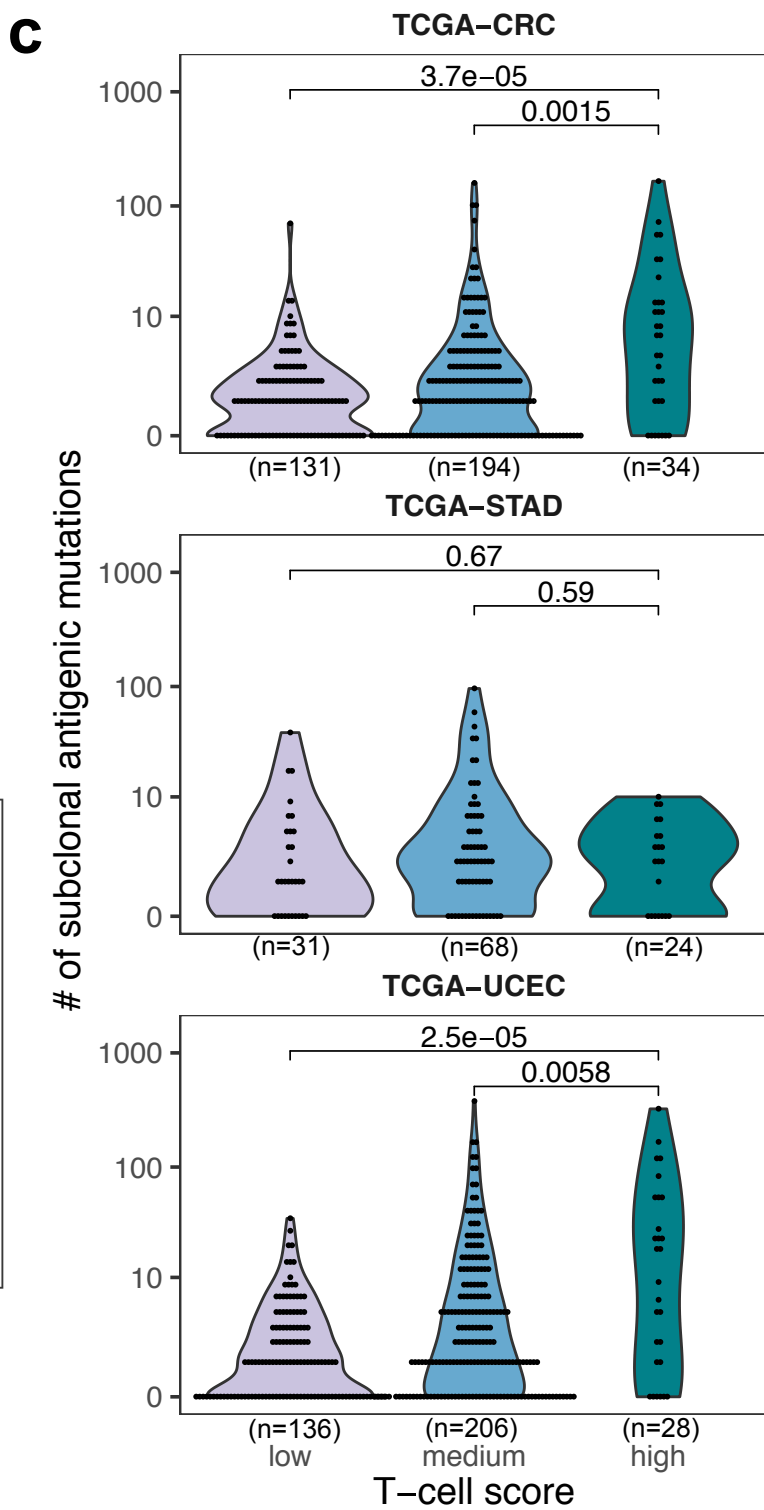 c
TCGA−CRC
1000
3.7e−05
0.0015
100
10
0
(n=131) (n=194) (n=34)
# of subclonal antigenic mutations
TCGA−STAD
1000
0.67
0.59
100
10
0
(n=31) (n=68) (n=24)
TCGA−UCEC
1000
2.5e−05
0.0058
100
10
0
(n=136) (n=206) (n=28)
low medium high
T−cell score